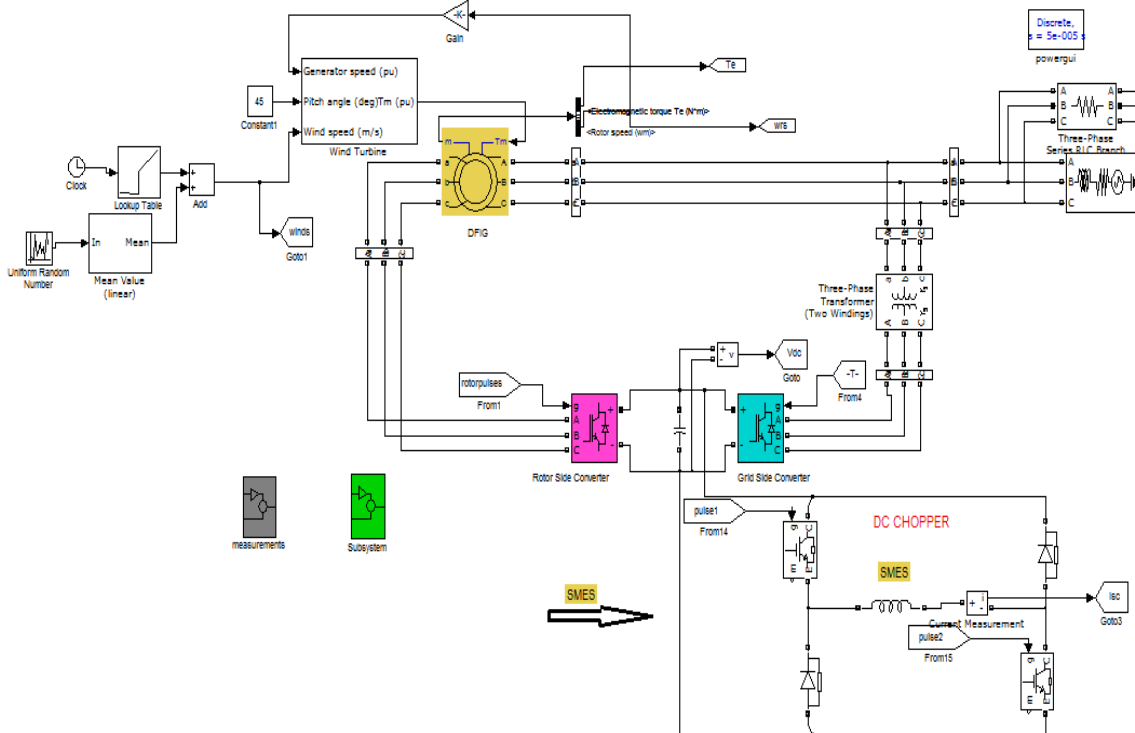 -K-
Gain
Discrete,
s = 5e-005 s
powergui
Generator speed (pu)
Pitch angle (deg)Tm (pu)
Wind speed (m/s)
Wind Turbine
45
Constant1
Te
<Electromagnetic torque Te (N*m)>
<Rotor speed (wm)>
wrs
A
B
C
A
B
C
Three-Phase
Series RLC Branch
A
B
C
Clock
Lookup Table
+
+
Add
winds
Goto1
Uniform Random
Number
In
Mean
Mean Value
(linear)
m
Tm
a
b
c
A
B
C
DFIG
Three-Phase
Transformer
(Two Windings)
a
b
c
A
B
C
+
-
v
Vdc
Goto
-T-
From4
rotorpulses
From1
g
A
B
C
+
-
Rotor Side Converter
+
-
g
A
B
C
Grid Side Converter
measurements
Subsystem
pulse1
From14
g
C
m
E
DC CHOPPER
SMES
SMES
+
-
i
Current Measurement
Isc
Goto3
pulse2
From15
g
C
m
E